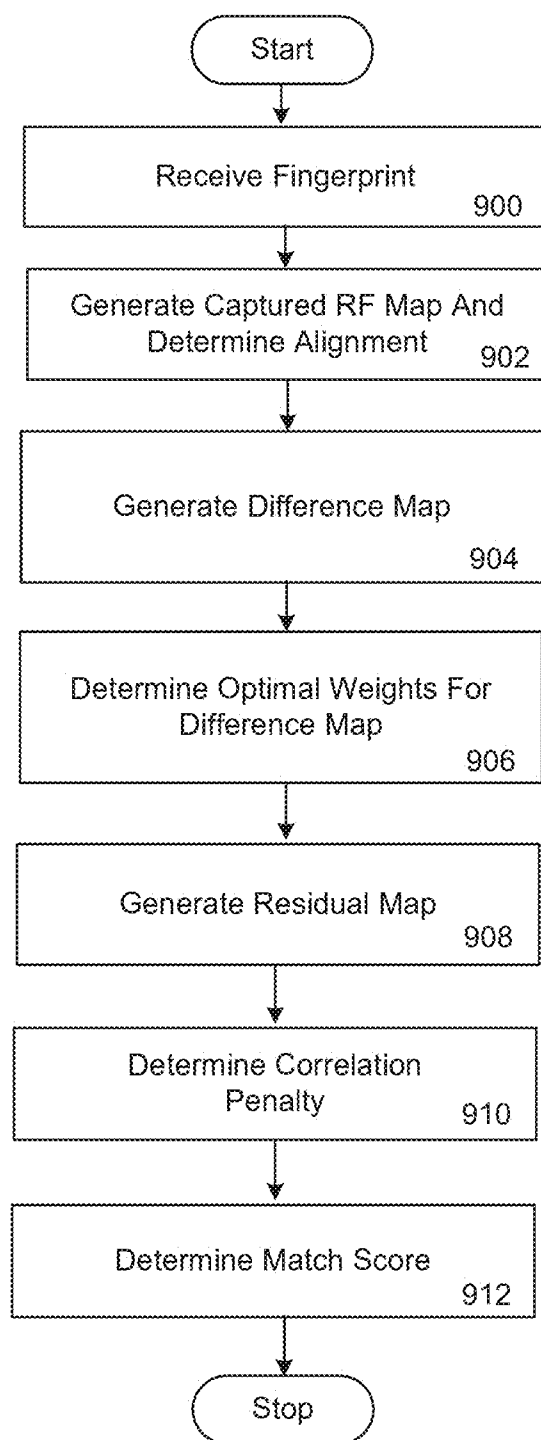 Start
Receive Fingerprint
900
Generate Captured RF Map And
Determine Alignment
902
Generate Difference Map
904
Determine Optimal Weights For
Difference Map
906
Generate Residual Map
908
Determine Correlation
Penalty
910
Determine Match Score
912
Stop